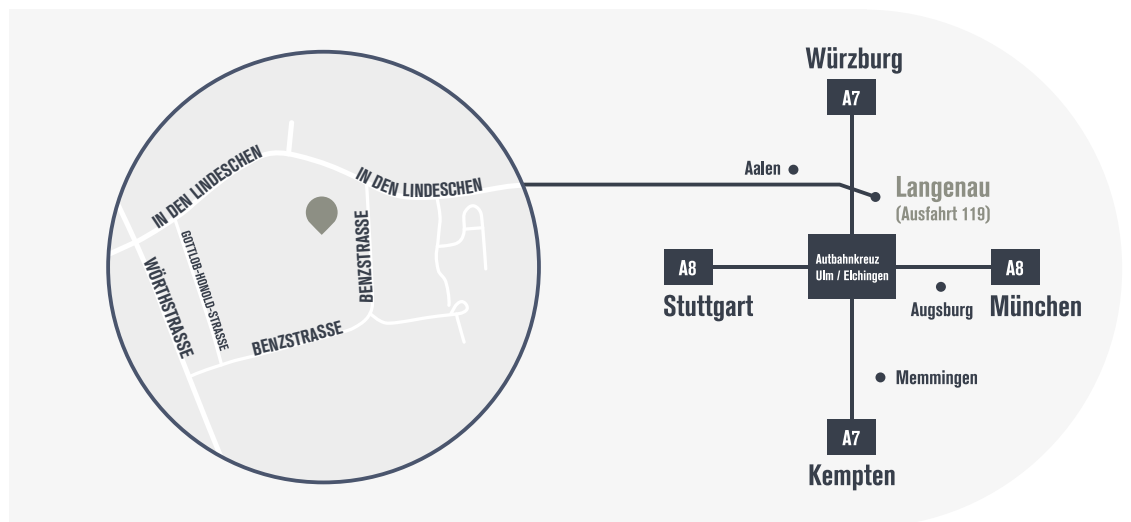 IN DEN LINDESCHEN
IN DEN LINDESCHEN
GOTTLOB-HONOLD-STRASSE
WÖRTHSTRASSE
BENZSTRASSE
BENZSTRASSE
Würzburg
A7
Aalen
Langenau
(Ausfahrt 119)
A8
Stuttgart
Autbahnkreuz
Ulm / Elchingen
A8
München
Augsburg
Memmingen
A7
Kempten